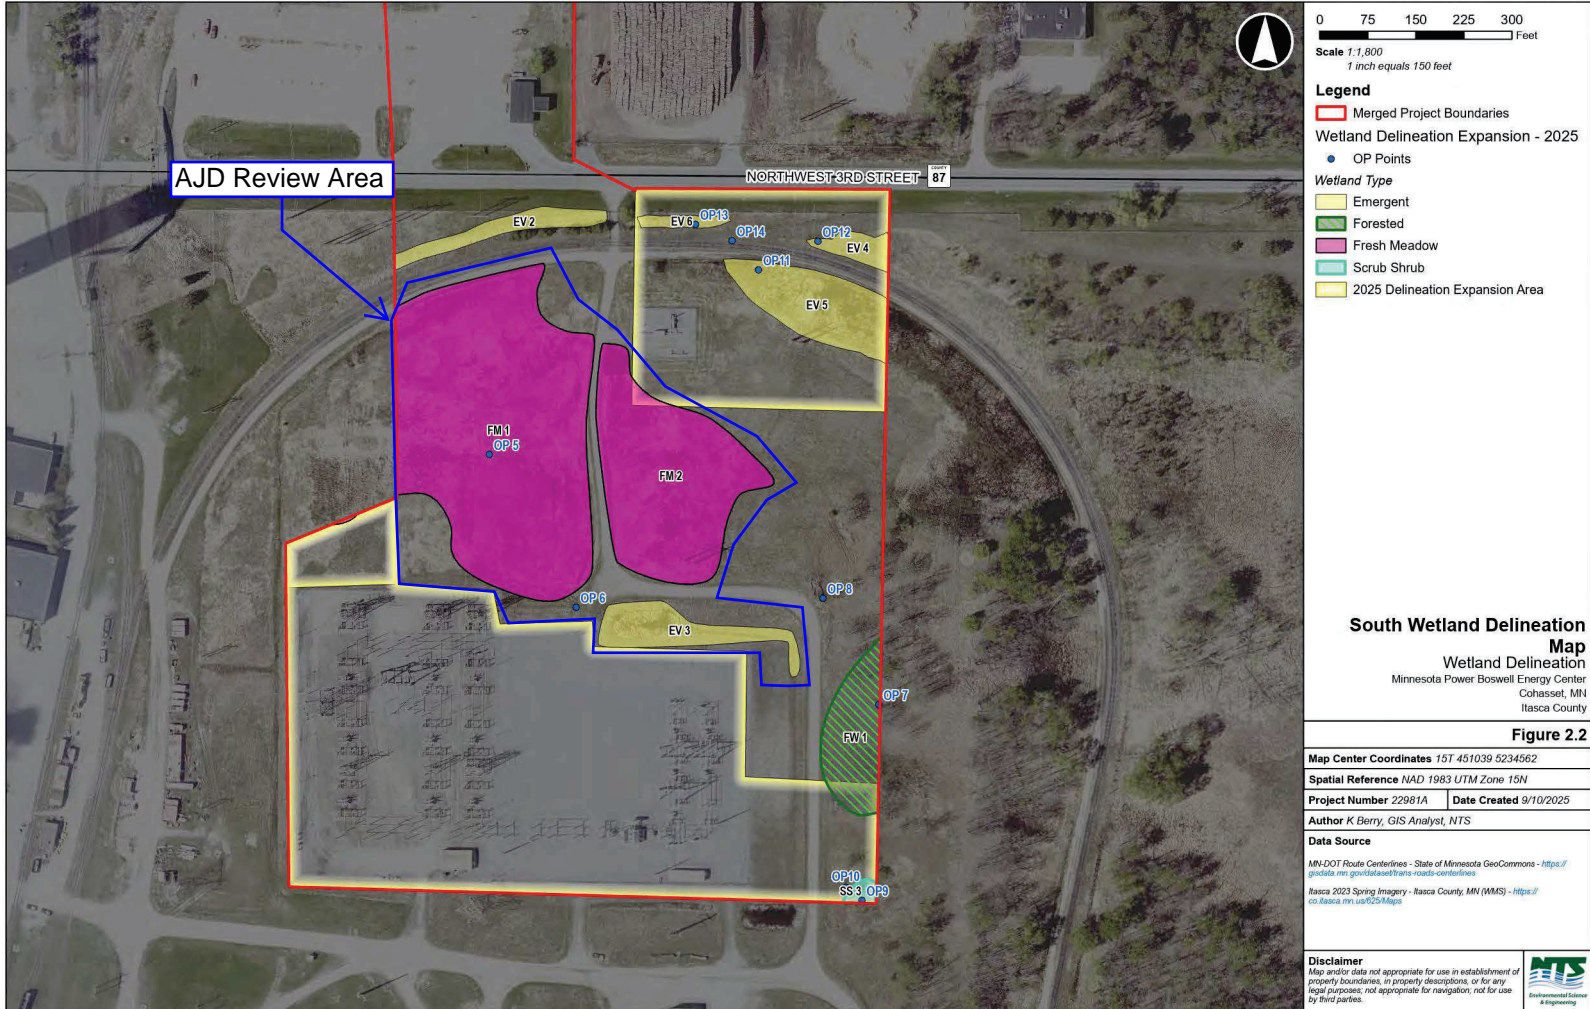 AJD Review Area
NORTHWEST 3RD STREET
COUNTY
87
EV 2
EV 6
OP13
OP14
OP12
EV 4
OP11
EV 5
FM 1
OP 5
FM 2
OP 6
OP 8
EV 3
OP 7
FW 1
OP10
SS 3
OP9
0 75 150 225 300
Feet
Scale 1:1,800
1 inch equals 150 feet
Legend
Merged Project Boundaries
Wetland Delineation Expansion - 2025
OP Points
Wetland Type
Emergent
Forested
Fresh Meadow
Scrub Shrub
2025 Delineation Expansion Area
South Wetland Delineation
Map
Wetland Delineation
Minnesota Power Boswell Energy Center
Cohasset, MN
Itasca County
Figure 2.2
Map Center Coordinates 15T 451039 5234562
Spatial Reference NAD 1983 UTM Zone 15N
Project Number 22981A
Date Created 9/10/2025
Author K Berry, GIS Analyst, NTS
Data Source
MN-DOT Route Centerlines - State of Minnesota GeoCommons - https://
gisdata.mn.gov/dataset/trans-roads-centerlines
Itasca 2023 Spring Imagery - Itasca County, MN (WMS) - https://
co.itasca.mn.us/625/Maps
Disclaimer
Map and/or data not appropriate for use in establishment of
property boundaries, in property descriptions, or for any
legal purposes; not appropriate for navigation; not for use
by third parties.
NTS
Environmental Science
& Engineering